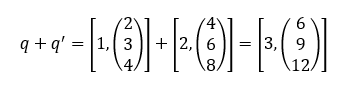 q + q′ = [1, (2 3 4)] + [2, (4 6 8)] = [3, (6 9 12)]